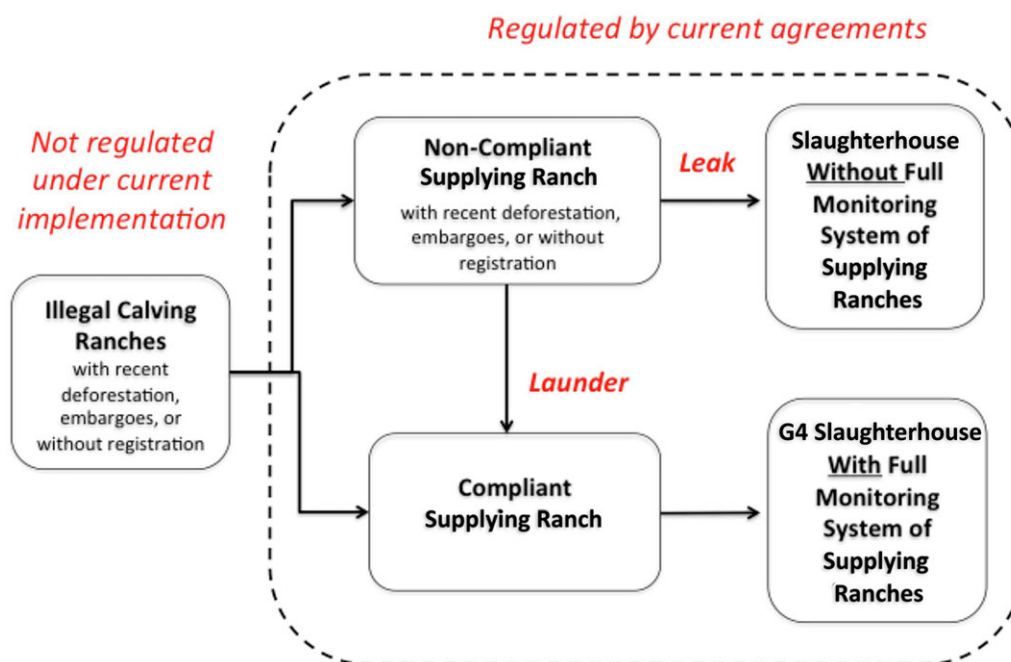 Regulated by current agreements
Not regulated
under current
implementation
Illegal Calving
Ranches
with recent
deforestation,
embargoes, or
without registration
Non-Compliant
Supplying Ranch
with recent deforestation,
embargoes, or without
registration
Leak
Slaughterhouse
Without Full
Monitoring
System of
Supplying
Ranches
Launder
Compliant
Supplying Ranch
G4 Slaughterhouse
With Full
Monitoring
System of
Supplying
Ranches